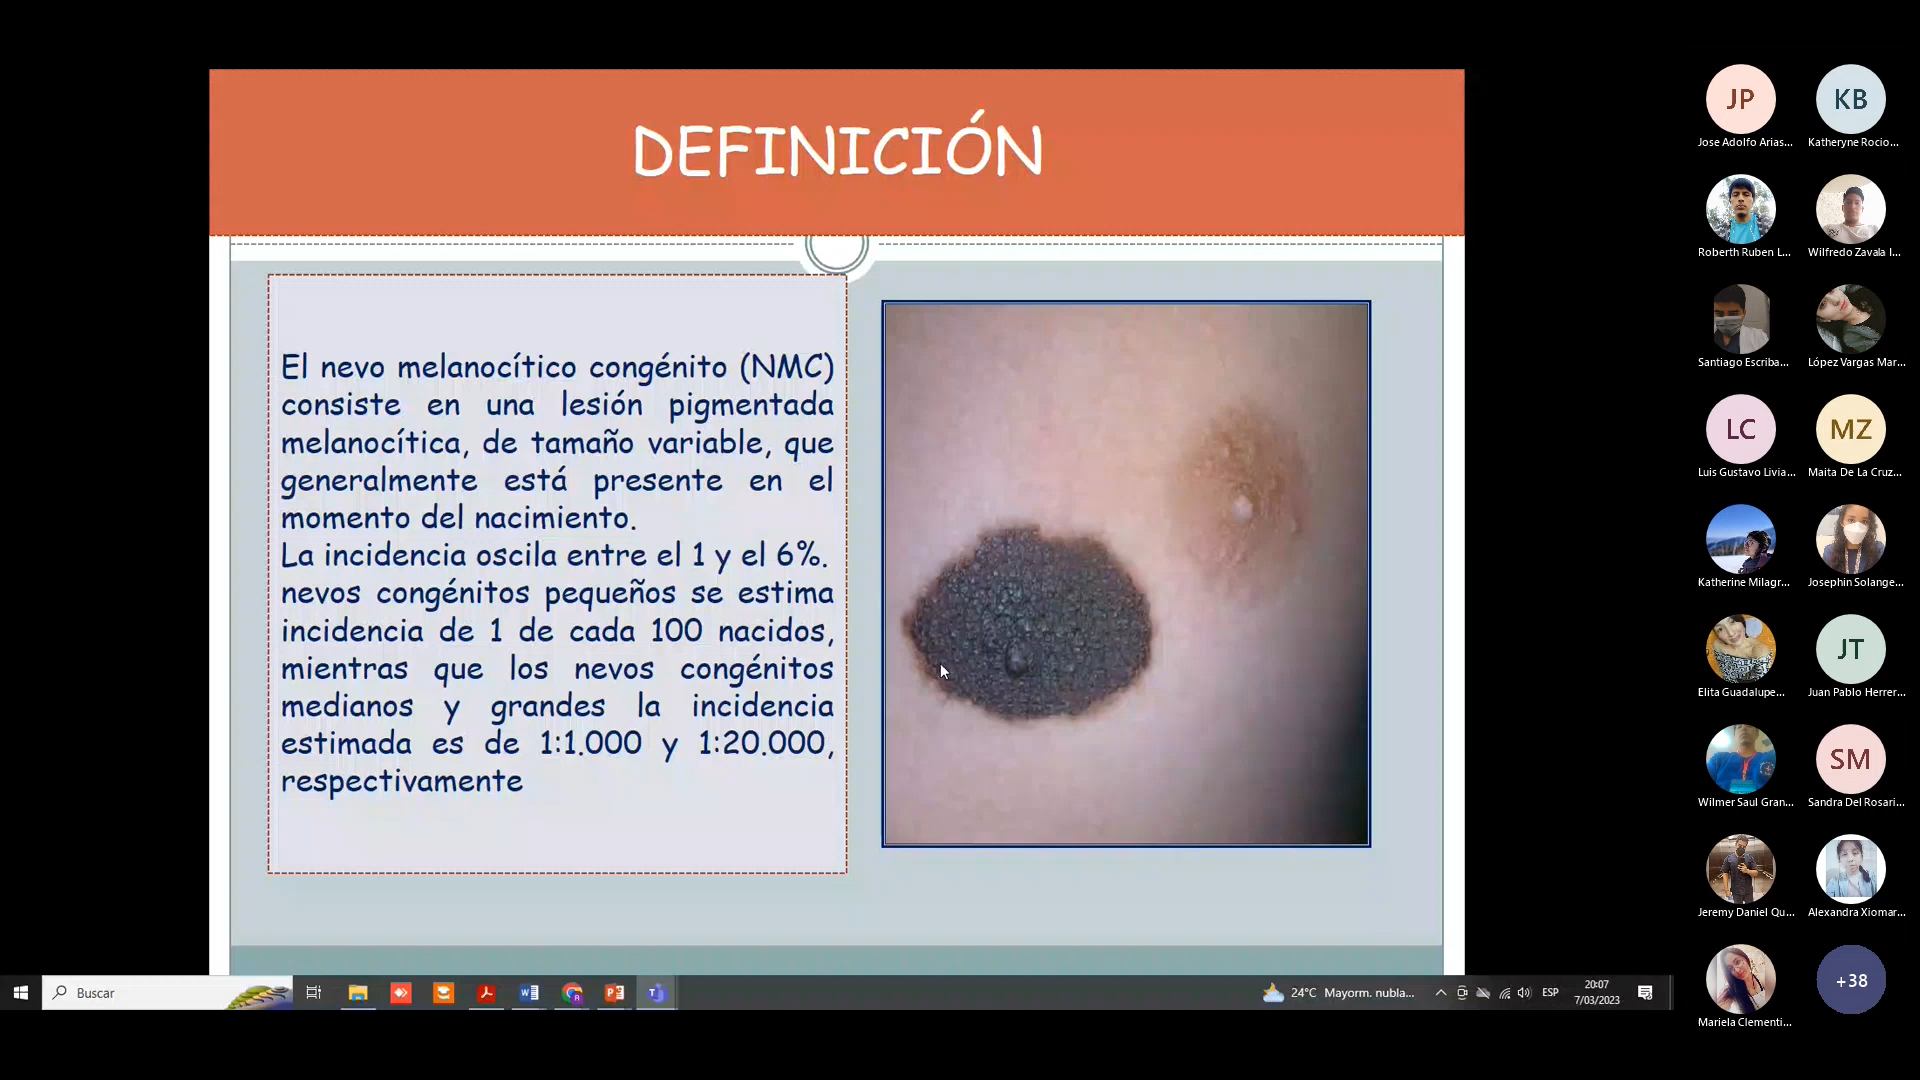 DEFINICIÓN
El nevo melanocítico congénito (NMC)
consiste en una lesión pigmentada
melanocítica, de tamaño variable, que
generalmente está presente en el
momento del nacimiento.
La incidencia oscila entre el 1 y el 6%.
nevos congénitos pequeños se estima
incidencia de 1 de cada 100 nacidos,
mientras que los nevos congénitos
medianos y grandes la incidencia
estimada es de 1:1.000 y 1:20.000,
respectivamente
JP
KB
Jose Adolfo Arias...
Katheryne Rocio...
Roberth Ruben L...
Wilfredo Zavala I...
Santiago Escriba...
López Vargas Mar...
LC
MZ
Luis Gustavo Livia...
Maita De La Cruz...
Katherine Milagr...
Josephin Solange...
JT
Elita Guadalupe...
Juan Pablo Herrer...
SM
Wilmer Saul Gran...
Sandra Del Rosari...
Jeremy Daniel Qu...
Alexandra Xiomar...
+38
Mariela Clementi...
Buscar
24°C Mayorm. nubla...
ESP
20:07
7/03/2023